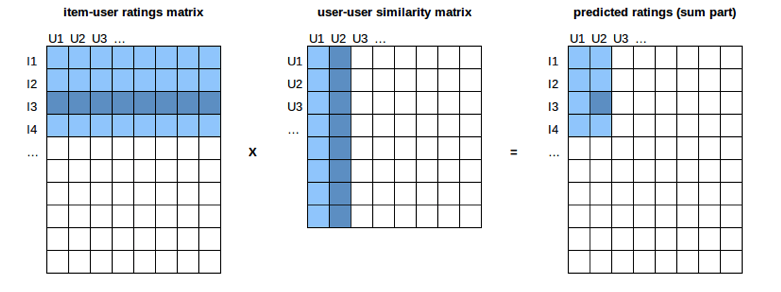 item-user ratings matrix
user-user similarity matrix
predicted ratings (sum part)
U1 U2 U3 ...
U1 U2 U3 ...
U1 U2 U3 ...
I1
I2
I3
I4
...
x
U1
U2
U3
...
=
I1
I2
I3
I4
...